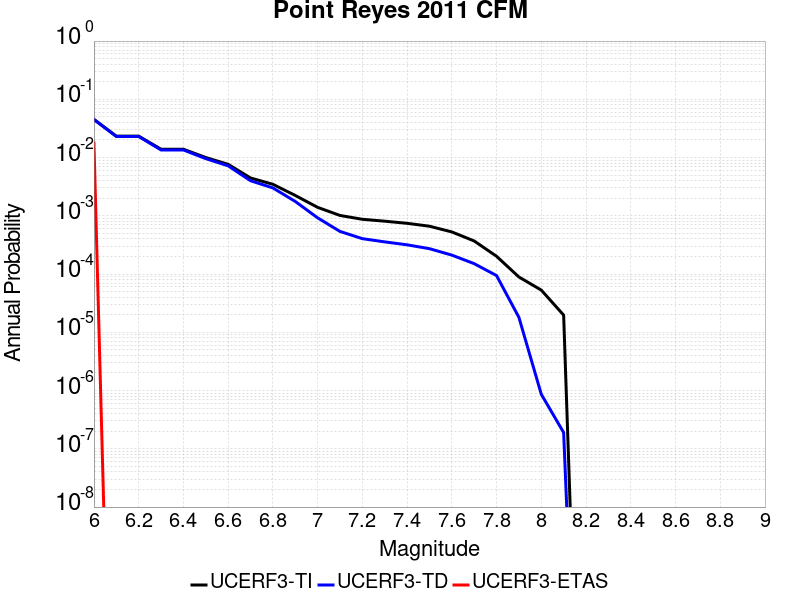 Point Reyes 2011 CFM
10^0
10^-1
10^-2
10^-3
10^-4
10^-5
10^-6
10^-7
10^-8
Annual Probability
6 6.2 6.4 6.6 6.8 7 7.2 7.4 7.6 7.8 8 8.2 8.4 8.6 8.8 9
Magnitude
UCERF3-TI UCERF3-TD UCERF3-ETAS